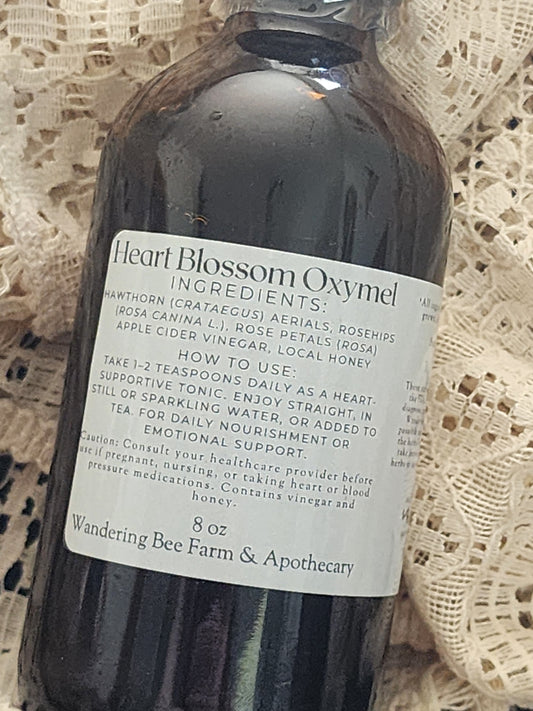 Heart Blossom Oxymel
INGREDIENTS:
HAWTHORN (CRATAEGUS) AERIALS, ROSEHIPS
(ROSA CANINA L.), ROSE PETALS (ROSA)
APPLE CIDER VINEGAR, LOCAL HONEY
HOW TO USE:
TAKE 1–2 TEASPOONS DAILY AS A HEART-
SUPPORTIVE TONIC. ENJOY STRAIGHT, IN
STILL OR SPARKLING WATER, OR ADDED TO
TEA. FOR DAILY NOURISHMENT OR
EMOTIONAL SUPPORT.
Caution: Consult your healthcare provider before
use if pregnant, nursing, or taking heart or blood
pressure medications. Contains vinegar and
honey.
8 oz
Wandering Bee Farm & Apothecary